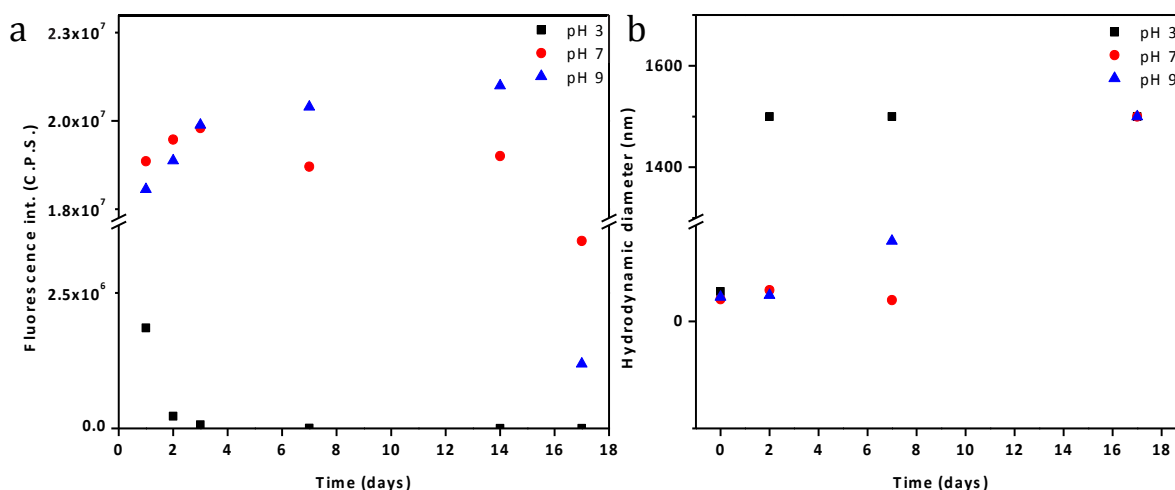 a
Fluorescence int. (C.P.S.)
2.3x10⁷
2.0x10⁷
1.8x10⁷
2.5x10⁶
0.0
0 2 4 6 8 10 12 14 16 18
Time (days)
pH 3
pH 7
pH 9
b
Hydrodynamic diameter (nm)
1600
1400
0
0 2 4 6 8 10 12 14 16 18
Time (days)
pH 3
pH 7
pH 9